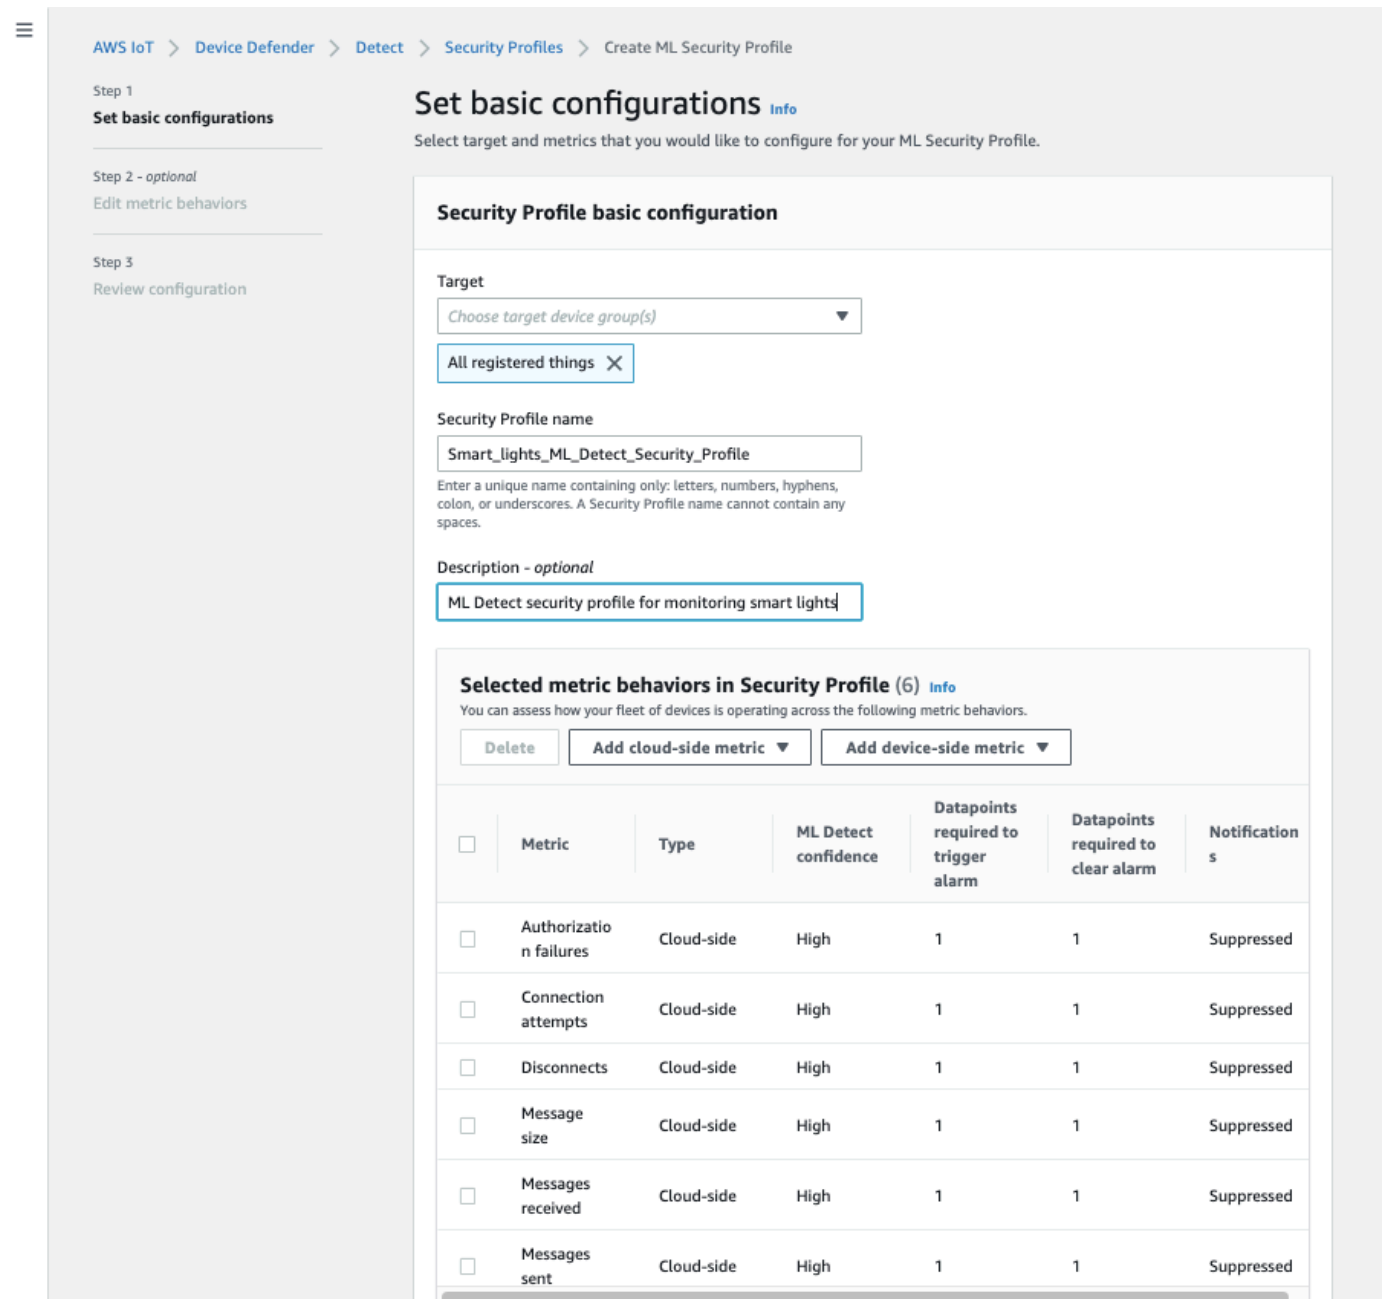 AWS IoT > Device Defender > Detect > Security Profiles > Create ML Security Profile
Step 1
Set basic configurations
Step 2 - optional
Edit metric behaviors
Step 3
Review configuration
Set basic configurations Info
Select target and metrics that you would like to configure for your ML Security Profile.
Security Profile basic configuration
Target
Choose target device group(s)
All registered things
Security Profile name
Smart_lights_ML_Detect_Security_Profile
Enter a unique name containing only: letters, numbers, hyphens,
colon, or underscores. A Security Profile name cannot contain any
spaces.
Description - optional
ML Detect security profile for monitoring smart lights
Selected metric behaviors in Security Profile (6) Info
You can assess how your fleet of devices is operating across the following metric behaviors.
Delete Add cloud-side metric Add device-side metric
Metric
Type
ML Detect
confidence
Datapoints
required to
trigger
alarm
Datapoints
required to
clear alarm
Notification
s
Authorizatio
n failures
Cloud-side High 1 1 Suppressed
Connection
attempts
Cloud-side High 1 1 Suppressed
Disconnects Cloud-side High 1 1 Suppressed
Message
size
Cloud-side High 1 1 Suppressed
Messages
received
Cloud-side High 1 1 Suppressed
Messages
sent
Cloud-side High 1 1 Suppressed